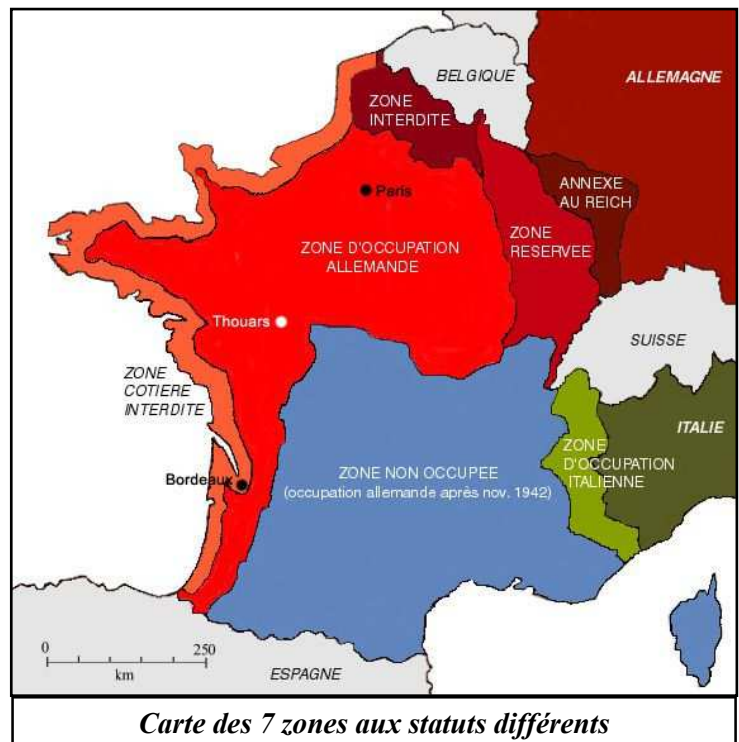 BELGIQUE
ALLEMAGNE
ZONE
INTERDITE
ANNEXE
AU REICH
Paris
ZONE
RESERVEE
ZONE D'OCCUPATION
ALLEMANDE
Thouars
SUISSE
ZONE
COTIERE
INTERDITE
ITALIE
ZONE
D'OCCUPATION
ITALIENNE
Bordeaux
ZONE NON OCCUPEE
(occupation allemande après nov. 1942)
0
250
km
ESPAGNE
Carte des 7 zones aux statuts différents